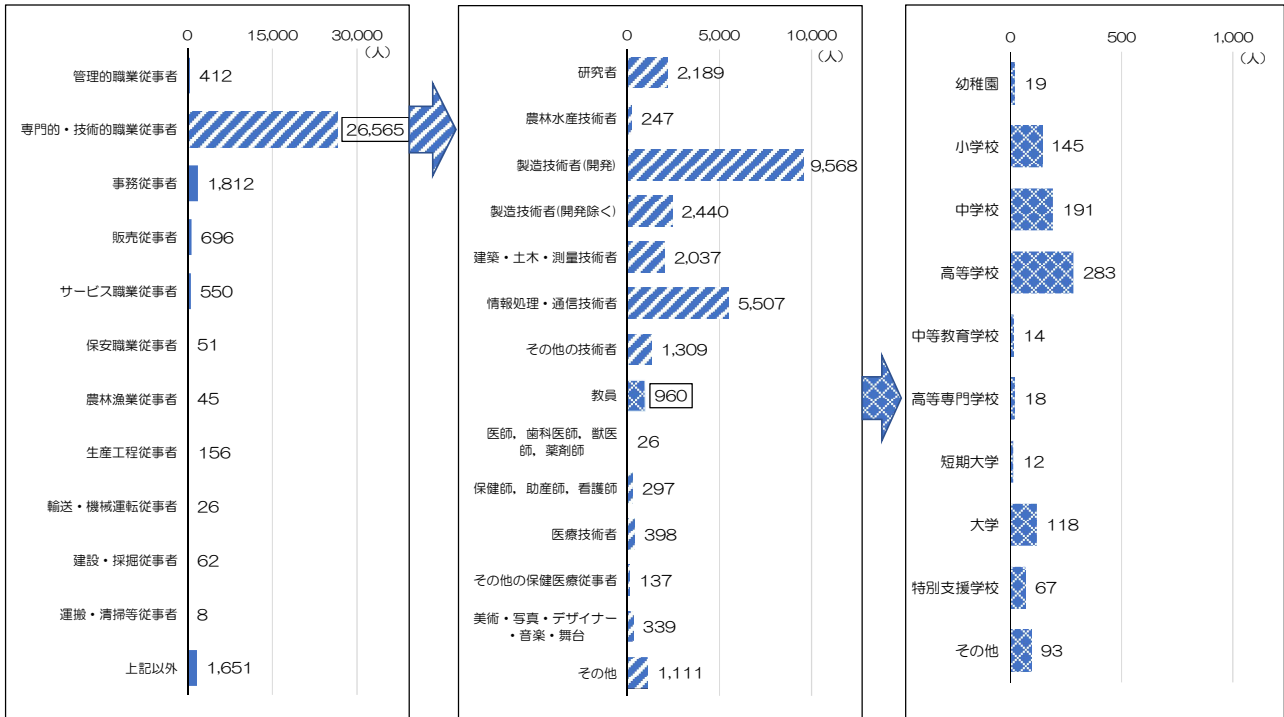 0 15,000 30,000
(人)
管理的職業従事者 412
専門的・技術的職業従事者 26,565
事務従事者 1,812
販売従事者 696
サービス職業従事者 550
保安職業従事者 51
農林漁業従事者 45
生産工程従事者 156
輸送・機械運転従事者 26
建設・採掘従事者 62
運搬・清掃等従事者 8
上記以外 1,651
0 5,000 10,000
(人)
研究者 2,189
農林水産技術者 247
製造技術者(開発) 9,568
製造技術者(開発除く) 2,440
建築・土木・測量技術者 2,037
情報処理・通信技術者 5,507
その他の技術者 1,309
教員 960
医師，歯科医師，獣医
師，薬剤師 26
保健師，助産師，看護師 297
医療技術者 398
その他の保健医療従事者 137
美術・写真・デザイナー
・音楽・舞台 339
その他 1,111
0 500 1,000
(人)
幼稚園 19
小学校 145
中学校 191
高等学校 283
中等教育学校 14
高等専門学校 18
短期大学 12
大学 118
特別支援学校 67
その他 93